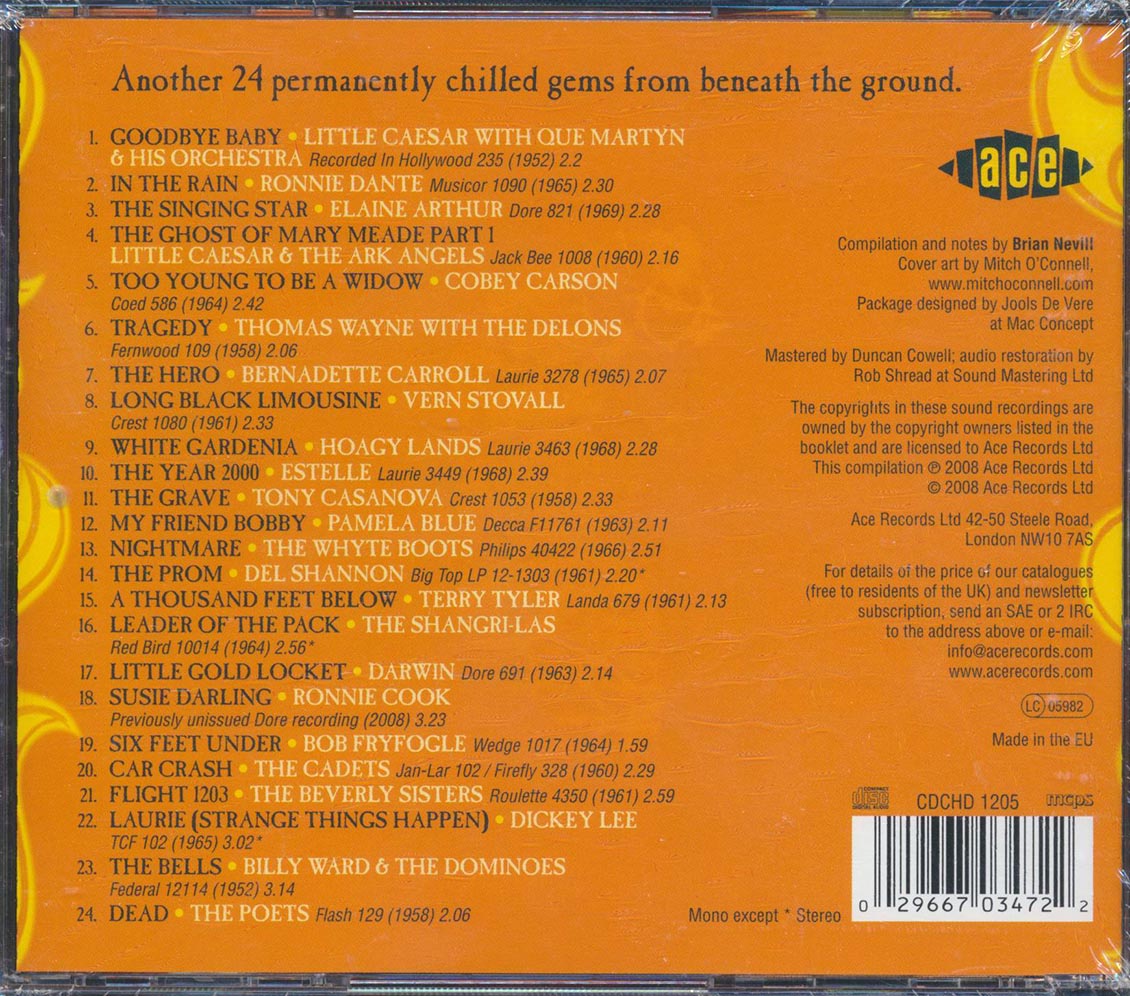 Another 24 permanently chilled gems from beneath the ground.
1. GOODBYE BABY • LITTLE CAESAR WITH QUE MARTYN
& HIS ORCHESTRA Recorded In Hollywood 235 (1952) 2.2
2. IN THE RAIN • RONNIE DANTE Musicor 1090 (1965) 2.30
3. THE SINGING STAR • ELAINE ARTHUR Dore 821 (1969) 2.28
4. THE GHOST OF MARY MEADE PART 1
LITTLE CAESAR & THE ARK ANGELS Jack Bee 1008 (1960) 2.16
5. TOO YOUNG TO BE A WIDOW • COBEY CARSON
Coed 586 (1964) 2.42
6. TRAGEDY • THOMAS WAYNE WITH THE DELONS
Fernwood 109 (1958) 2.06
7. THE HERO • BERNADETTE CARROLL Laurie 3278 (1965) 2.07
8. LONG BLACK LIMOUSINE • VERN STOVALL
Crest 1080 (1961) 2.33
9. WHITE GARDENIA • HOAGY LANDS Laurie 3463 (1968) 2.28
10. THE YEAR 2000 • ESTELLE Laurie 3449 (1968) 2.39
11. THE GRAVE • TONY CASANOVA Crest 1053 (1958) 2.33
12. MY FRIEND BOBBY • PAMELA BLUE Decca F11761 (1963) 2.11
13. NIGHTMARE • THE WHYTE BOOTS Philips 40422 (1966) 2.51
14. THE PROM • DEL SHANNON Big Top LP 12-1303 (1961) 2.20*
15. A THOUSAND FEET BELOW • TERRY TYLER Landa 679 (1961) 2.13
16. LEADER OF THE PACK • THE SHANGRI-LAS
Red Bird 10014 (1964) 2.56*
17. LITTLE GOLD LOCKET • DARWIN Dore 691 (1963) 2.14
18. SUSIE DARLING • RONNIE COOK
Previously unissued Dore recording (2008) 3.23
19. SIX FEET UNDER • BOB FRYFOGLE Wedge 1017 (1964) 1.59
20. CAR CRASH • THE CADETS Jan-Lar 102 / Firefly 328 (1960) 2.29
21. FLIGHT 1203 • THE BEVERLY SISTERS Roulette 4350 (1961) 2.59
22. LAURIE (STRANGE THINGS HAPPEN) • DICKEY LEE
TCF 102 (1965) 3.02*
23. THE BELLS • BILLY WARD & THE DOMINOES
Federal 12114 (1952) 3.14
24. DEAD • THE POETS Flash 129 (1958) 2.06
ace
Compilation and notes by Brian Nevill
Cover art by Mitch O'Connell,
www.mitchoconnell.com
Package designed by Jools De Vere
at Mac Concept
Mastered by Duncan Cowell; audio restoration by
Rob Shread at Sound Mastering Ltd
The copyrights in these sound recordings are
owned by the copyright owners listed in the
booklet and are licensed to Ace Records Ltd
This compilation ℗ 2008 Ace Records Ltd
© 2008 Ace Records Ltd
Ace Records Ltd 42-50 Steele Road,
London NW10 7AS
For details of the price of our catalogues
(free to residents of the UK) and newsletter
subscription, send an SAE or 2 IRC
to the address above or e-mail:
info@acerecords.com
www.acerecords.com
LC 05982
Made in the EU
COMPACT disc DIGITAL AUDIO CDCHD 1205 mcps
Mono except * Stereo
0 29667 03472 2